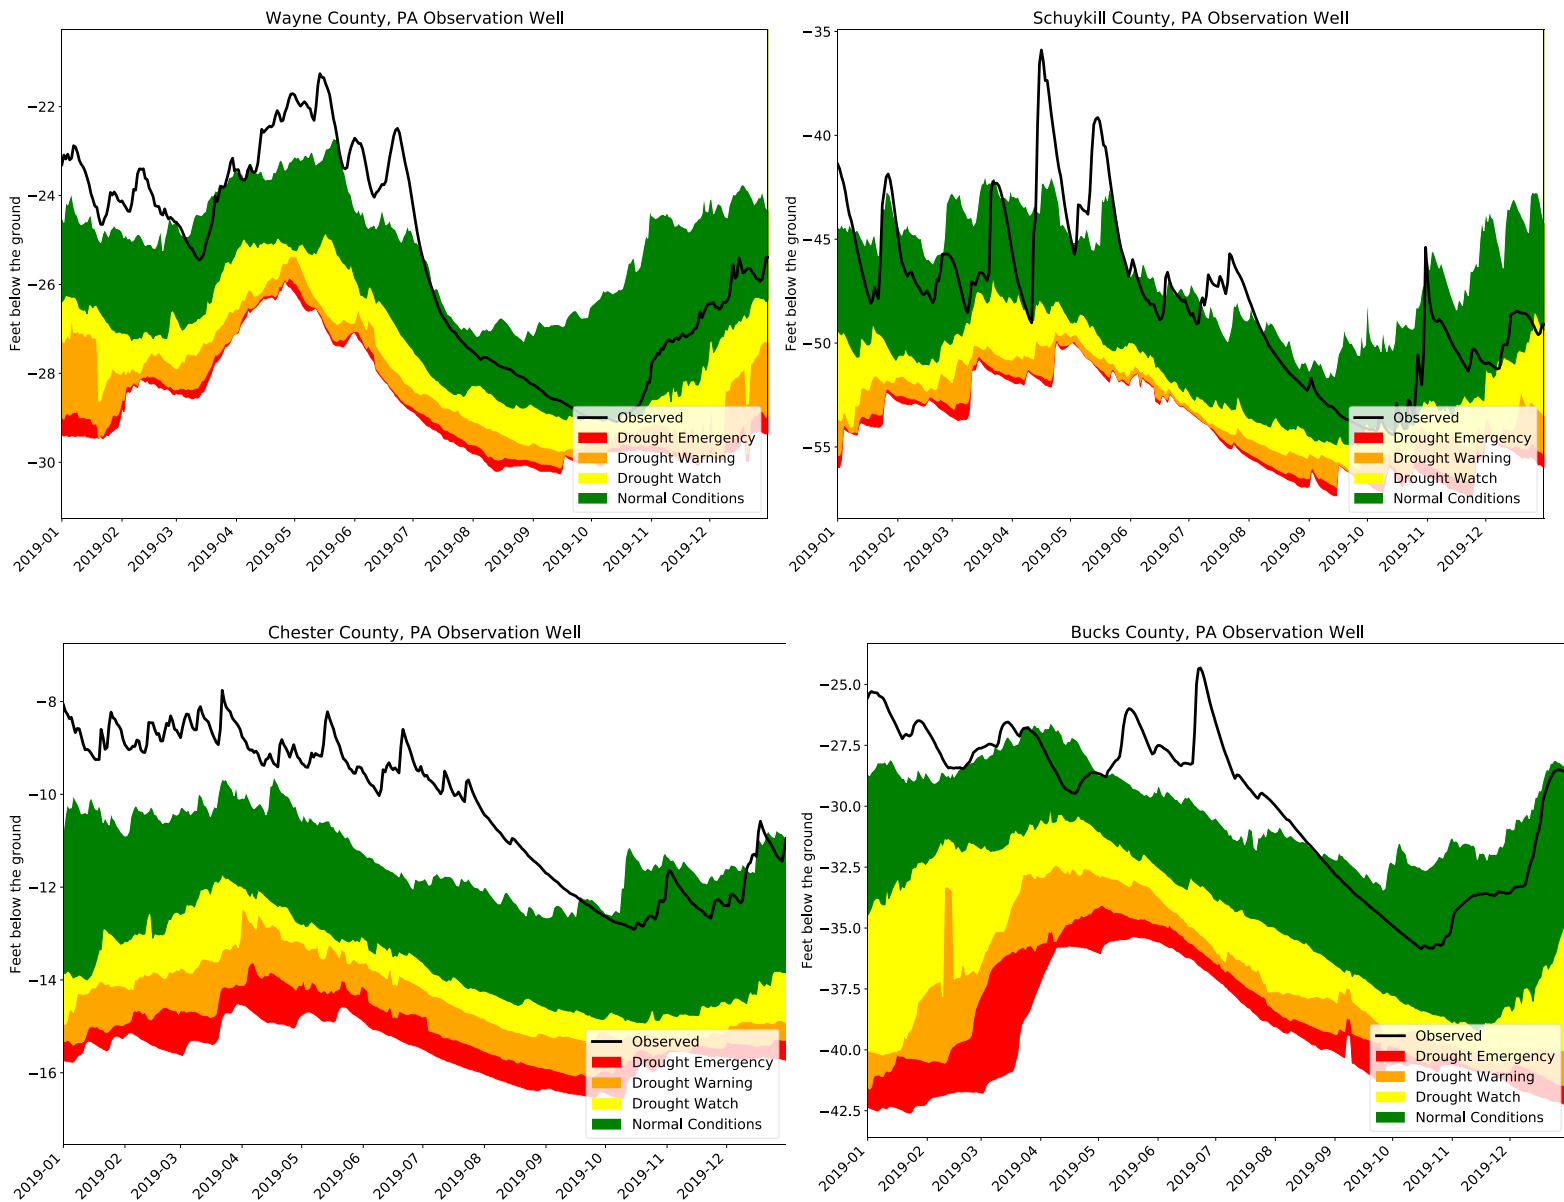 Wayne County, PA Observation Well
Feet below the ground
−22
−24
−26
−28
−30
2019-01
2019-02
2019-03
2019-04
2019-05
2019-06
2019-07
2019-08
2019-09
2019-10
2019-11
2019-12
Observed
Drought Emergency
Drought Warning
Drought Watch
Normal Conditions
Schuykill County, PA Observation Well
Feet below the ground
−35
−40
−45
−50
−55
2019-01
2019-02
2019-03
2019-04
2019-05
2019-06
2019-07
2019-08
2019-09
2019-10
2019-11
2019-12
Observed
Drought Emergency
Drought Warning
Drought Watch
Normal Conditions
Chester County, PA Observation Well
Feet below the ground
−8
−10
−12
−14
−16
2019-01
2019-02
2019-03
2019-04
2019-05
2019-06
2019-07
2019-08
2019-09
2019-10
2019-11
2019-12
Observed
Drought Emergency
Drought Warning
Drought Watch
Normal Conditions
Bucks County, PA Observation Well
Feet below the ground
−25.0
−27.5
−30.0
−32.5
−35.0
−37.5
−40.0
−42.5
2019-01
2019-02
2019-03
2019-04
2019-05
2019-06
2019-07
2019-08
2019-09
2019-10
2019-11
2019-12
Observed
Drought Emergency
Drought Warning
Drought Watch
Normal Conditions